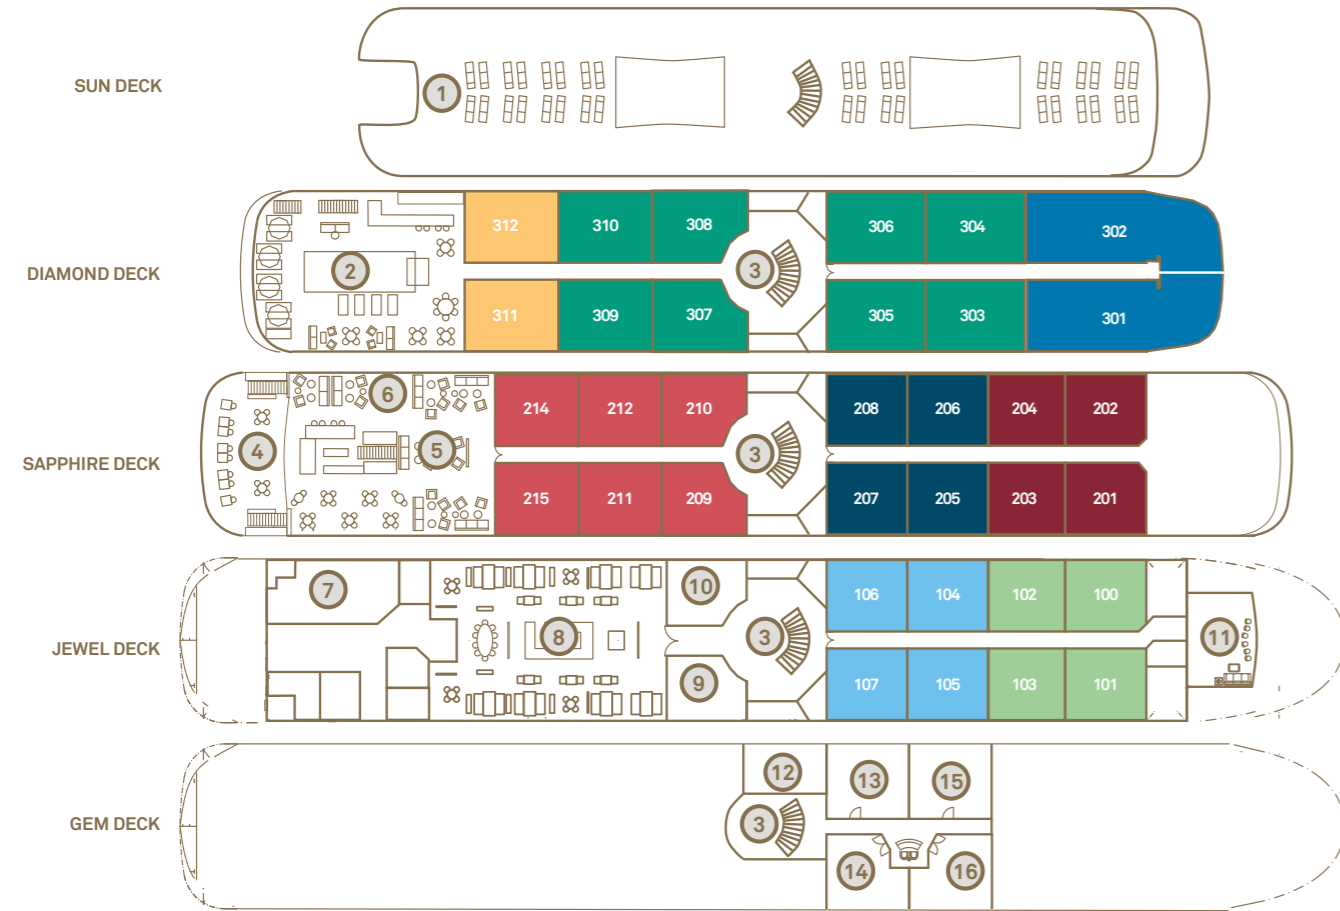 SUN DECK
1
DIAMOND DECK
312 310 308 306 304 302
2 3
311 309 307 305 303 301
SAPPHIRE DECK
6
214 212 210 208 206 204 202
4 5 3
215 211 209 207 205 203 201
JEWEL DECK
7 10 106 104 102 100
8 3 11
9 107 105 103 101
GEM DECK
12 13 15
3
14 16